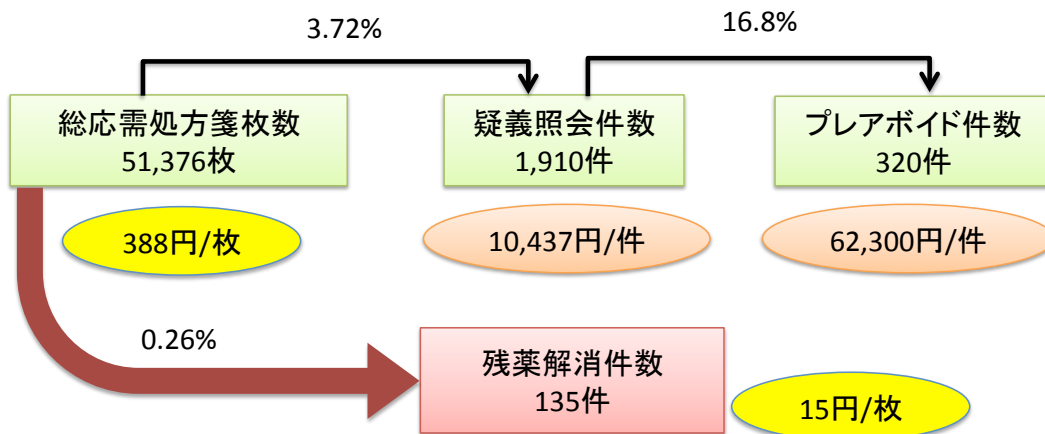 3.72%
16.8%
総応需処方箋枚数
51,376枚
疑義照会件数
1,910件
プレアボイド件数
320件
388円/枚
10,437円/件
62,300円/件
0.26%
残薬解消件数
135件
15円/枚